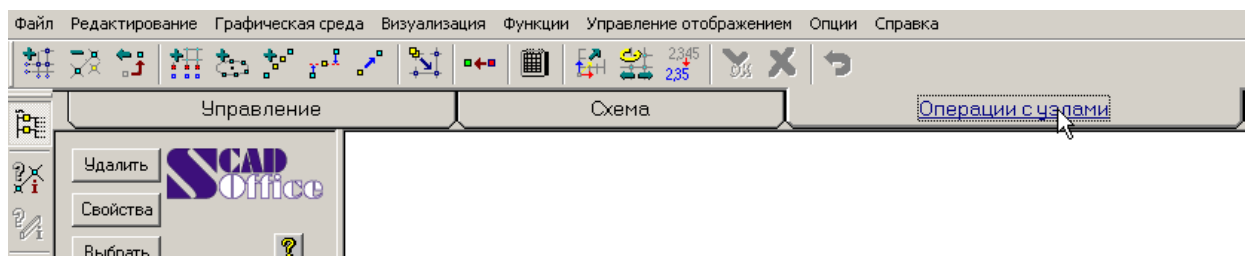 Файл Редактирование Графическая среда Визуализация Функции Управление отображением Опции Справка
2,345
2,35
Управление Схема Операции с узлами
Удалить
SCAD
Office
Свойства
Выбрать